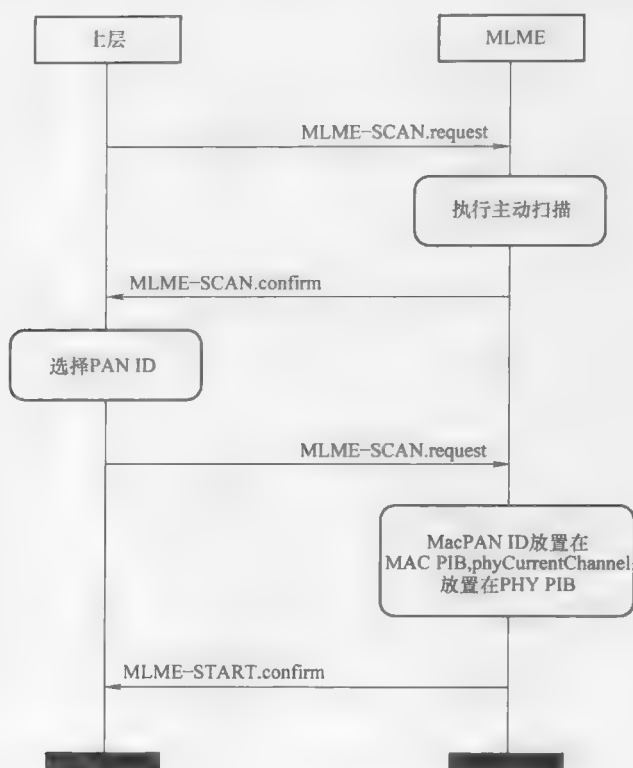 上层
MLME
MLME-SCAN.request
执行主动扫描
MLME-SCAN.confirm
选择PAN ID
MLME-SCAN.request
MacPAN ID放置在
MAC PIB,phyCurrentChannel
放置在PHY PIB
MLME-START.confirm